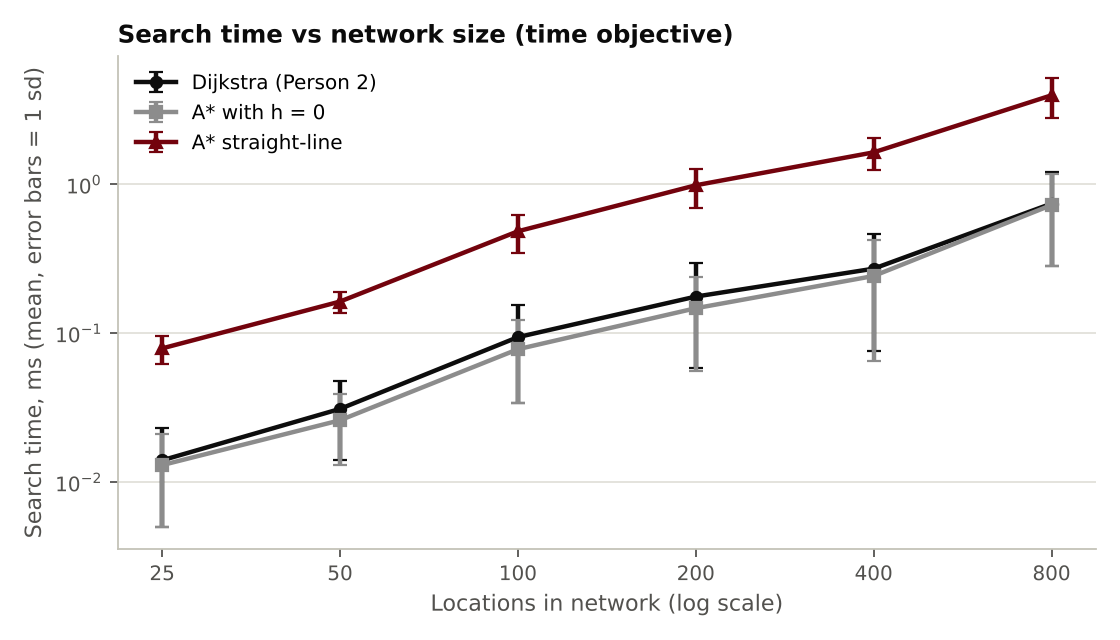 Search time vs network size (time objective)
Dijkstra (Person 2)
A* with h = 0
A* straight-line
Search time, ms (mean, error bars = 1 sd)
10⁰
10⁻¹
10⁻²
25 50 100 200 400 800
Locations in network (log scale)